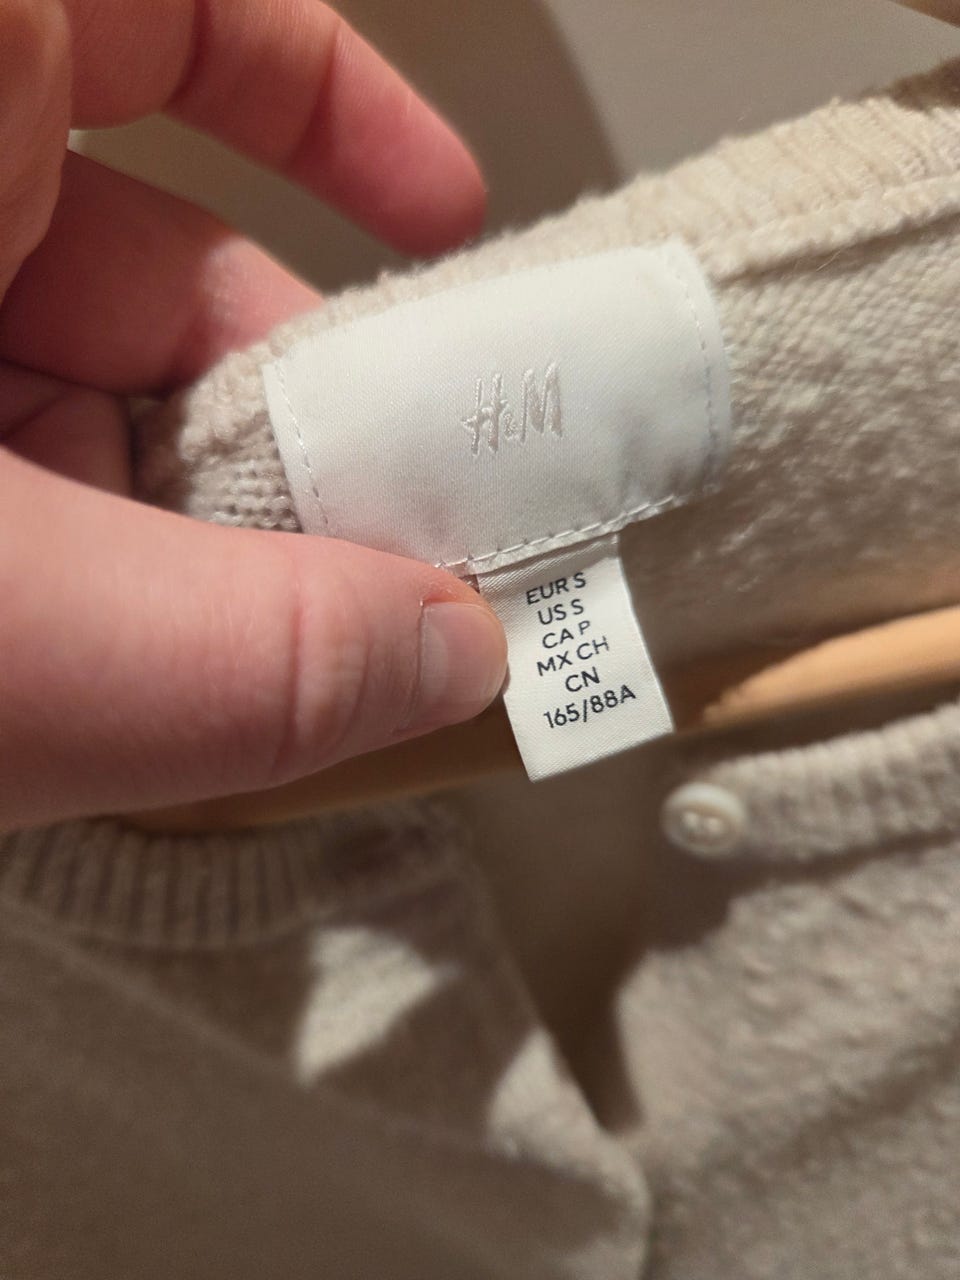 H&M
EUR S
US S
CA P
MX CH
CN
165/88A